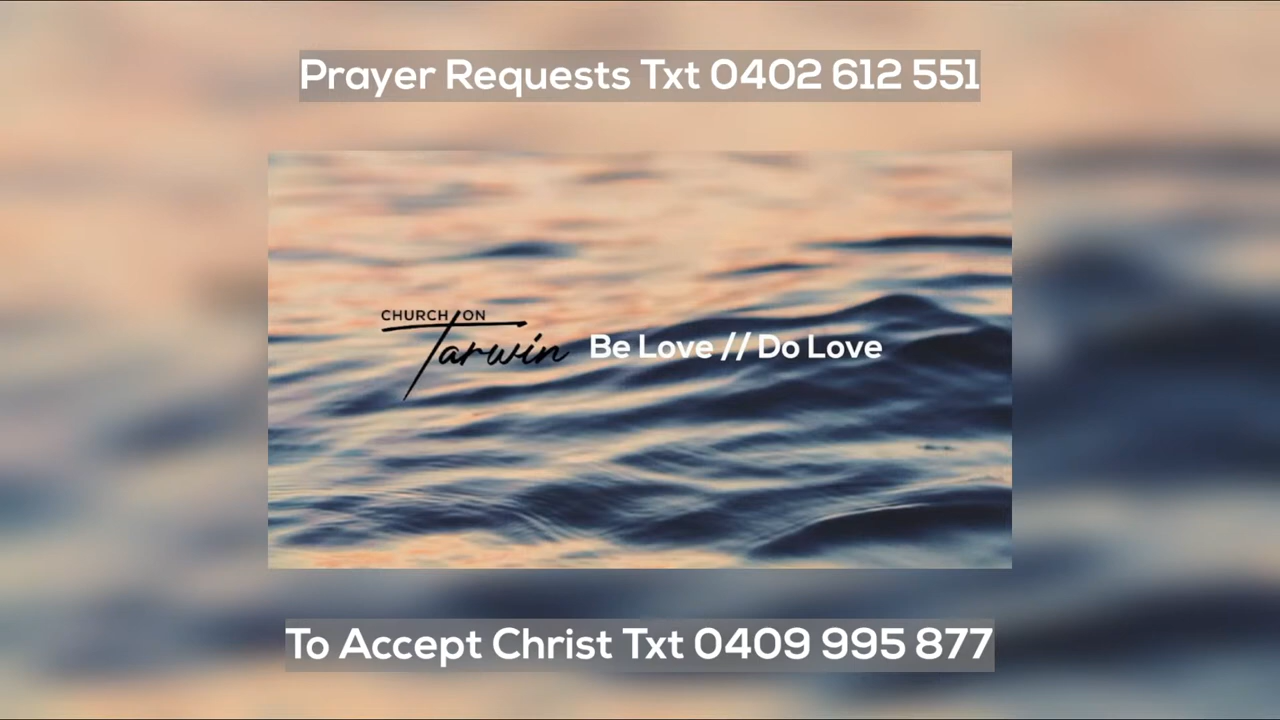 Prayer Requests Txt 0402 612 551
CHURCH ON
Tarwin
Be Love // Do Love
To Accept Christ Txt 0409 995 877